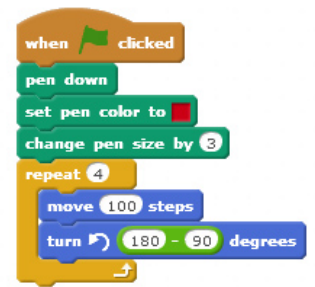 when clicked
pen down
set pen color to
change pen size by 3
repeat 4
move 100 steps
turn 180 - 90 degrees